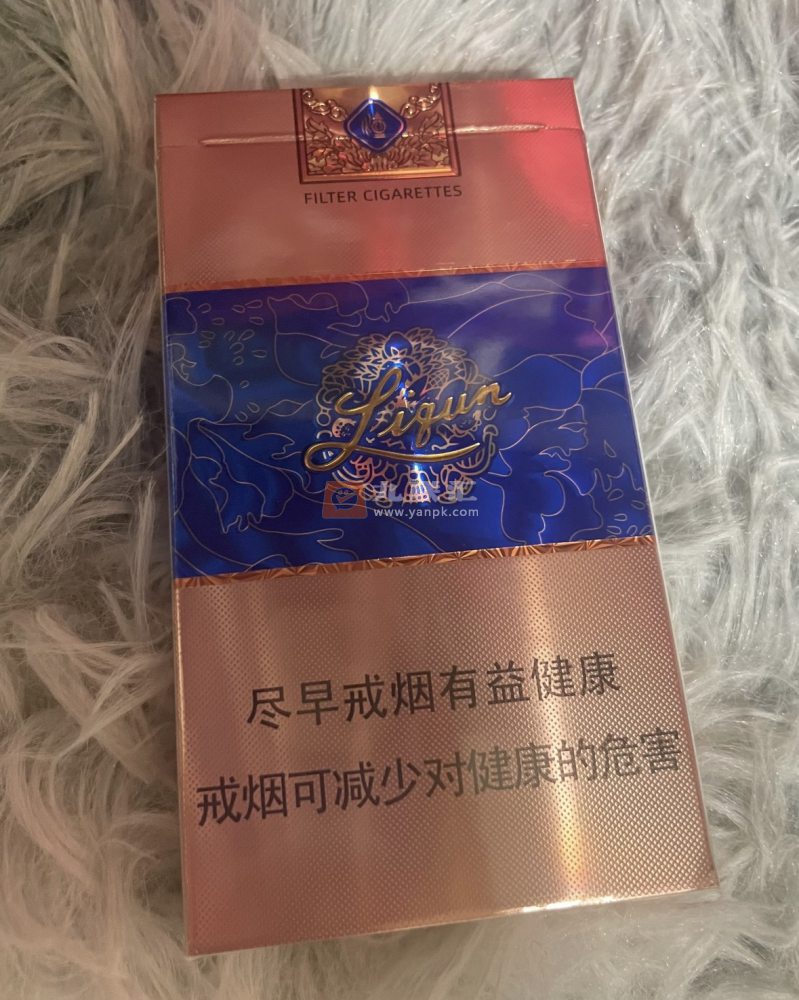 FILTER CIGARETTES
Liqun
www.yanpk.com
尽早戒烟有益健康
戒烟可减少对健康的危害